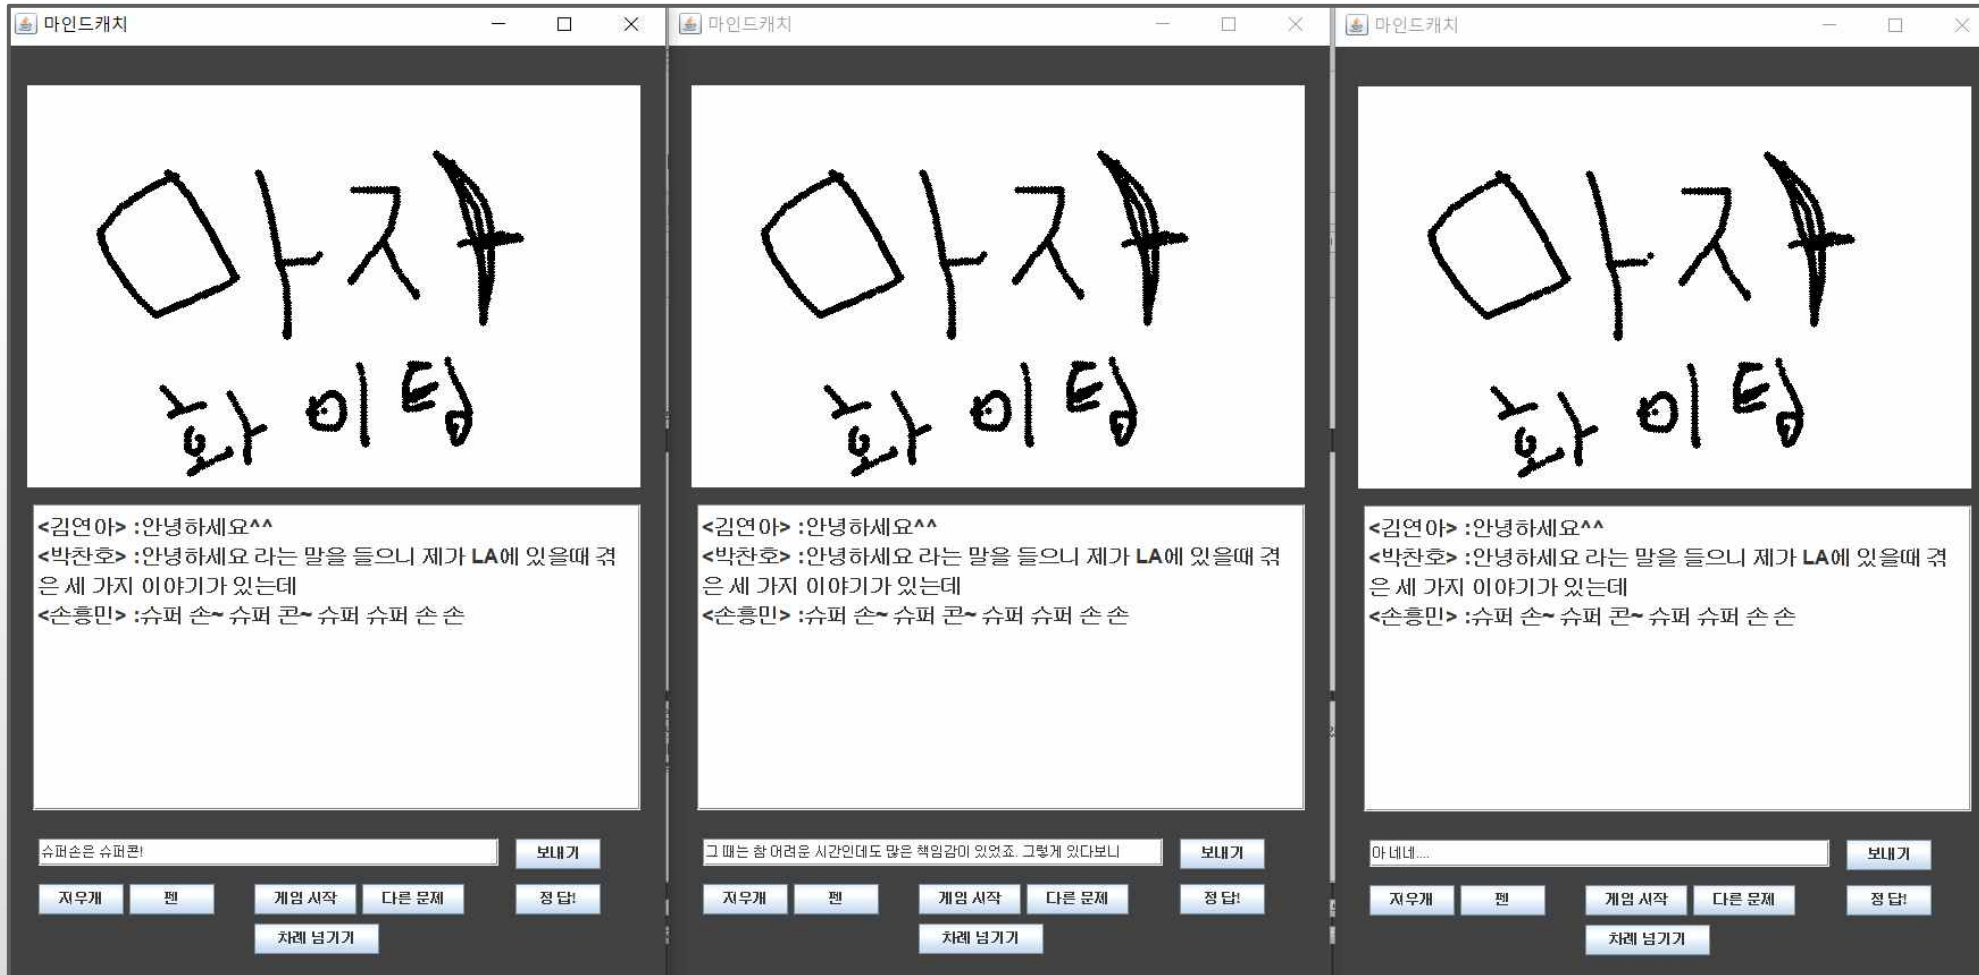 마인드캐치
아자
화이팅
<김연아> :안녕하세요^^
<박찬호> :안녕하세요 라는 말을 들으니 제가 LA에 있을때 겪
은 세 가지 이야기가 있는데
<손흥민> :슈퍼 손~ 슈퍼 콘~ 슈퍼 슈퍼 손 손
슈퍼손은 슈퍼콘!
보내기
지우개
펜
게임 시작
다른 문제
정답!
차례 넘기기
마인드캐치
아자
화이팅
<김연아> :안녕하세요^^
<박찬호> :안녕하세요 라는 말을 들으니 제가 LA에 있을때 겪
은 세 가지 이야기가 있는데
<손흥민> :슈퍼 손~ 슈퍼 콘~ 슈퍼 슈퍼 손 손
그 때는 참 어려운 시간인데도 많은 책임감이 있었죠. 그렇게 있다보니
보내기
지우개
펜
게임 시작
다른 문제
정답!
차례 넘기기
마인드캐치
아자
화이팅
<김연아> :안녕하세요^^
<박찬호> :안녕하세요 라는 말을 들으니 제가 LA에 있을때 겪
은 세 가지 이야기가 있는데
<손흥민> :슈퍼 손~ 슈퍼 콘~ 슈퍼 슈퍼 손 손
아 네네....
보내기
지우개
펜
게임 시작
다른 문제
정답!
차례 넘기기